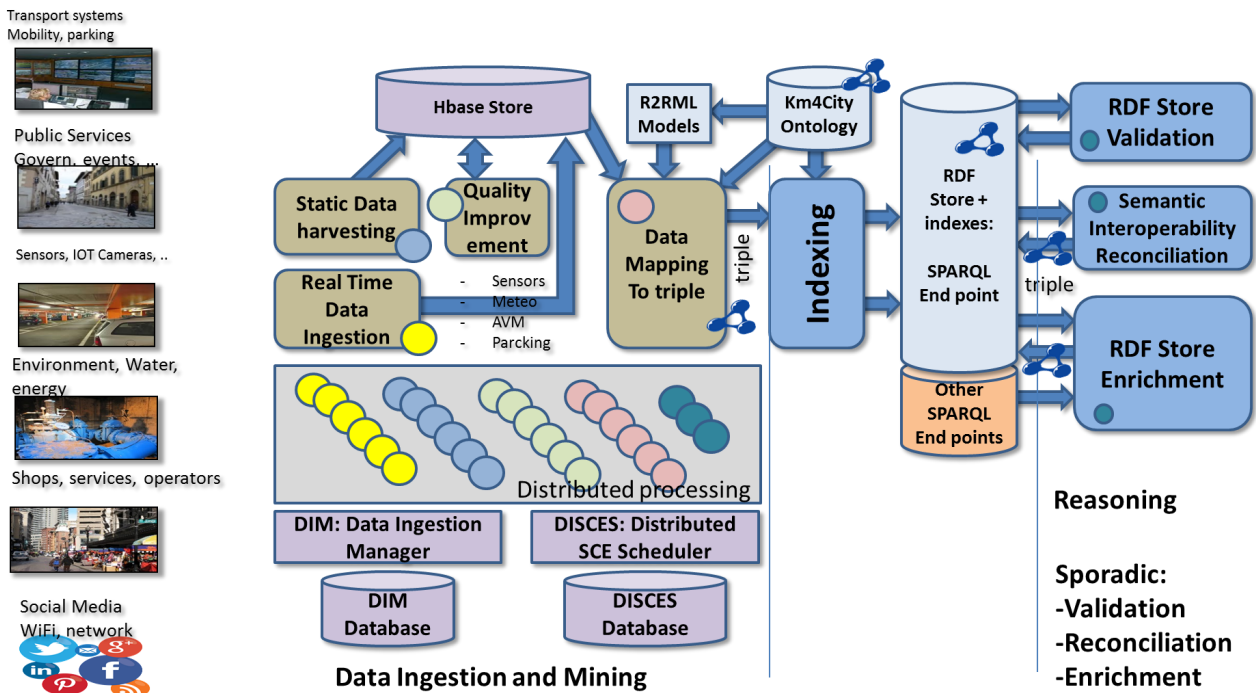 Transport systems
Mobility, parking
Public Services
Govern. events, ...
Sensors, IOT Cameras, ..
Environment, Water,
energy
Shops, services, operators
Social Media
WiFi, network
g+
in
f
Hbase Store
R2RML
Models
Km4City
Ontology
Static Data
harvesting
Quality
Improv
ement
Real Time
Data
Ingestion
- Sensors
- Meteo
- AVM
- Parcking
Data
Mapping
To triple
triple
Indexing
RDF
Store +
indexes:
SPARQL
End point
Other
SPARQL
End points
RDF Store
Validation
Semantic
Interoperability
Reconciliation
triple
RDF Store
Enrichment
Distributed processing
DIM: Data Ingestion
Manager
DISCES: Distributed
SCE Scheduler
DIM
Database
DISCES
Database
Data Ingestion and Mining
Reasoning
Sporadic:
-Validation
-Reconciliation
-Enrichment